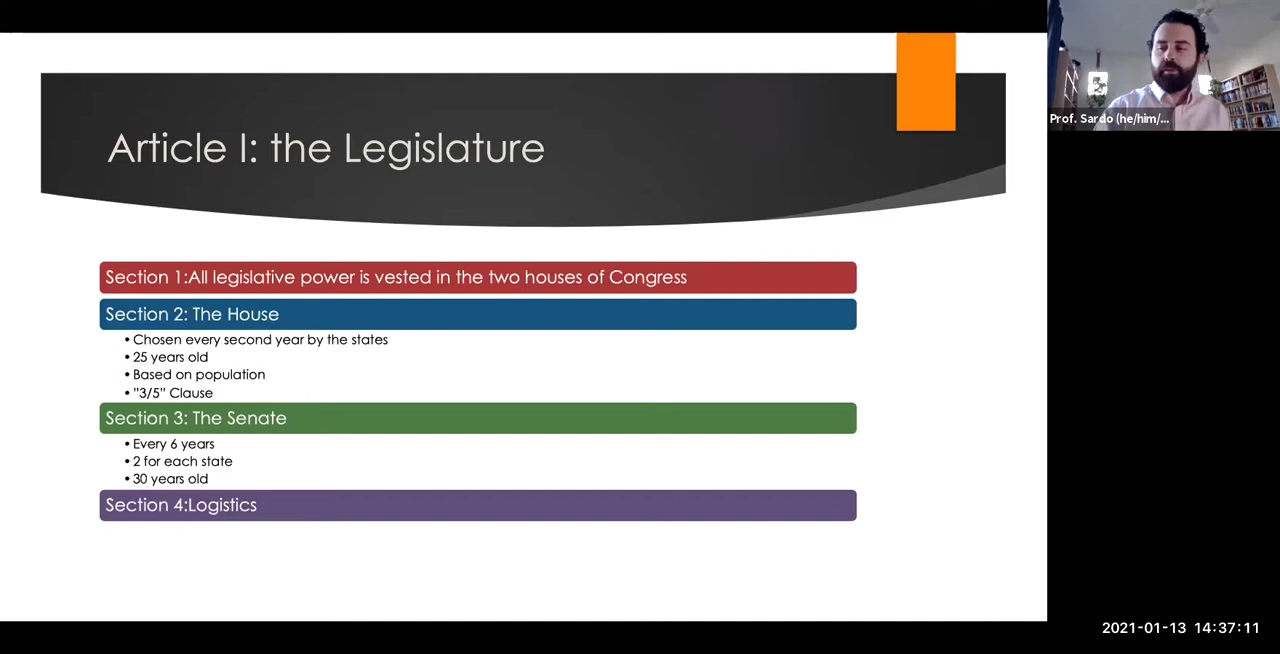 Article I: the Legislature
Section 1:All legislative power is vested in the two houses of Congress
Section 2: The House
• Chosen every second year by the states
• 25 years old
• Based on population
• ”3/5" Clause
Section 3: The Senate
• Every 6 years
• 2 for each state
• 30 years old
Section 4:Logistics
Prof. Sardo (he/him/...
2021-01-13 14:37:11